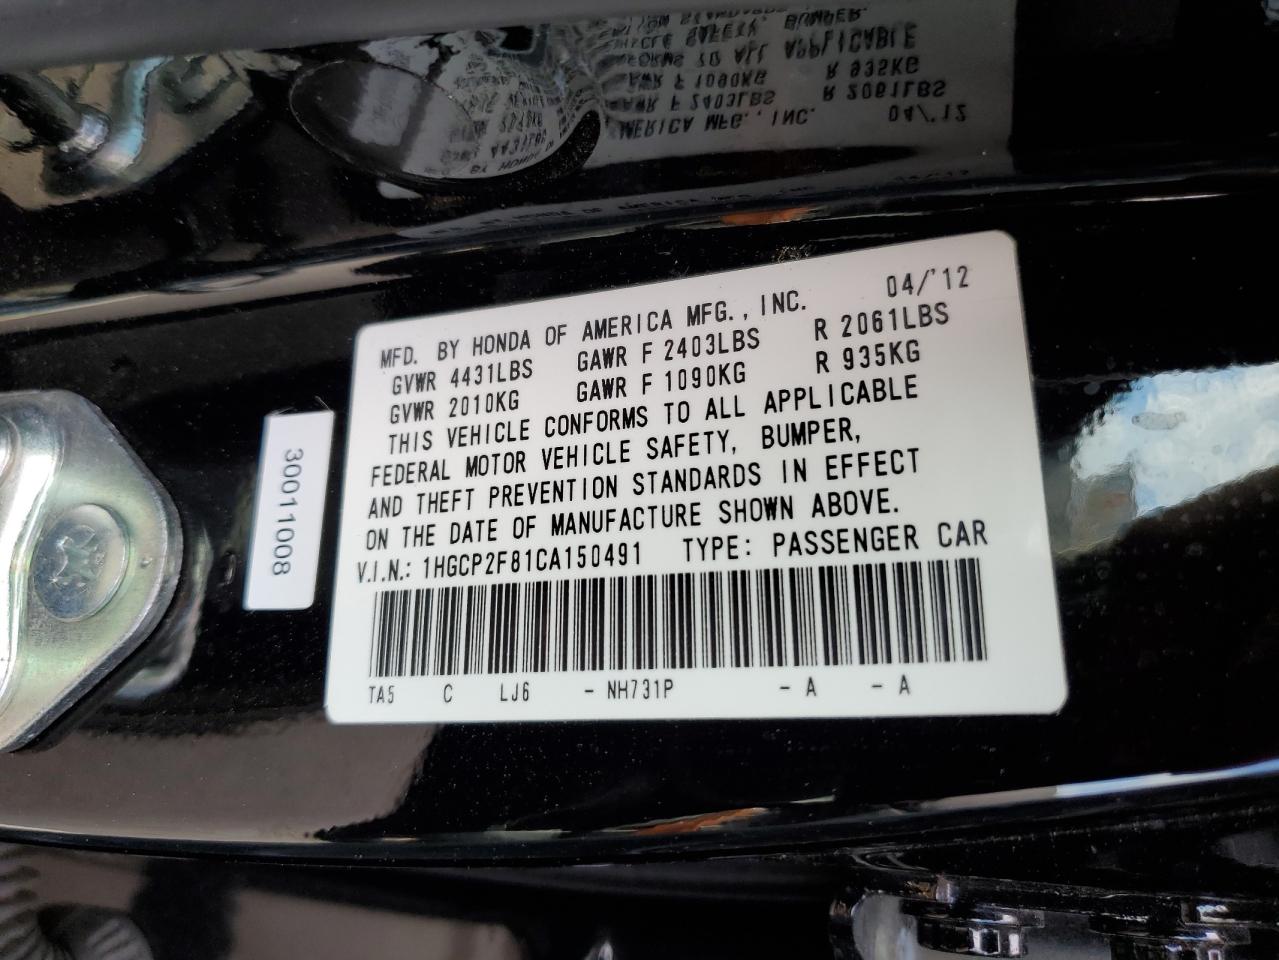 MFD. BY HONDA OF AMERICA MFG., INC. 04/'12
GVWR 4431LBS GAWR F 2403LBS R 2061LBS
GVWR 2010KG GAWR F 1090KG R 935KG
THIS VEHICLE CONFORMS TO ALL APPLICABLE
FEDERAL MOTOR VEHICLE SAFETY, BUMPER,
AND THEFT PREVENTION STANDARDS IN EFFECT
ON THE DATE OF MANUFACTURE SHOWN ABOVE.
V.I.N.: 1HGCP2F81CA150491 TYPE: PASSENGER CAR
TA5 C LJ6 - NH731P - A - A
30011008